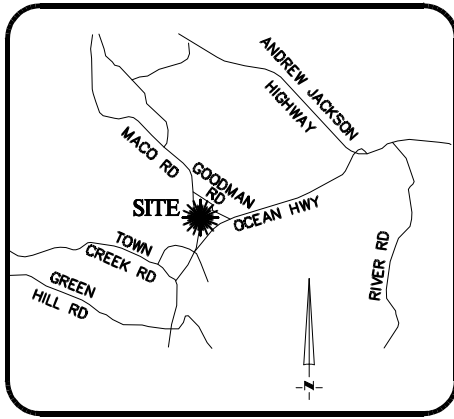 ANDREW JACKSON
HIGHWAY
MACO RD
GOODMAN
RD
SITE
OCEAN HWY
TOWN
CREEK RD
GREEN
HILL RD
RIVER RD
N